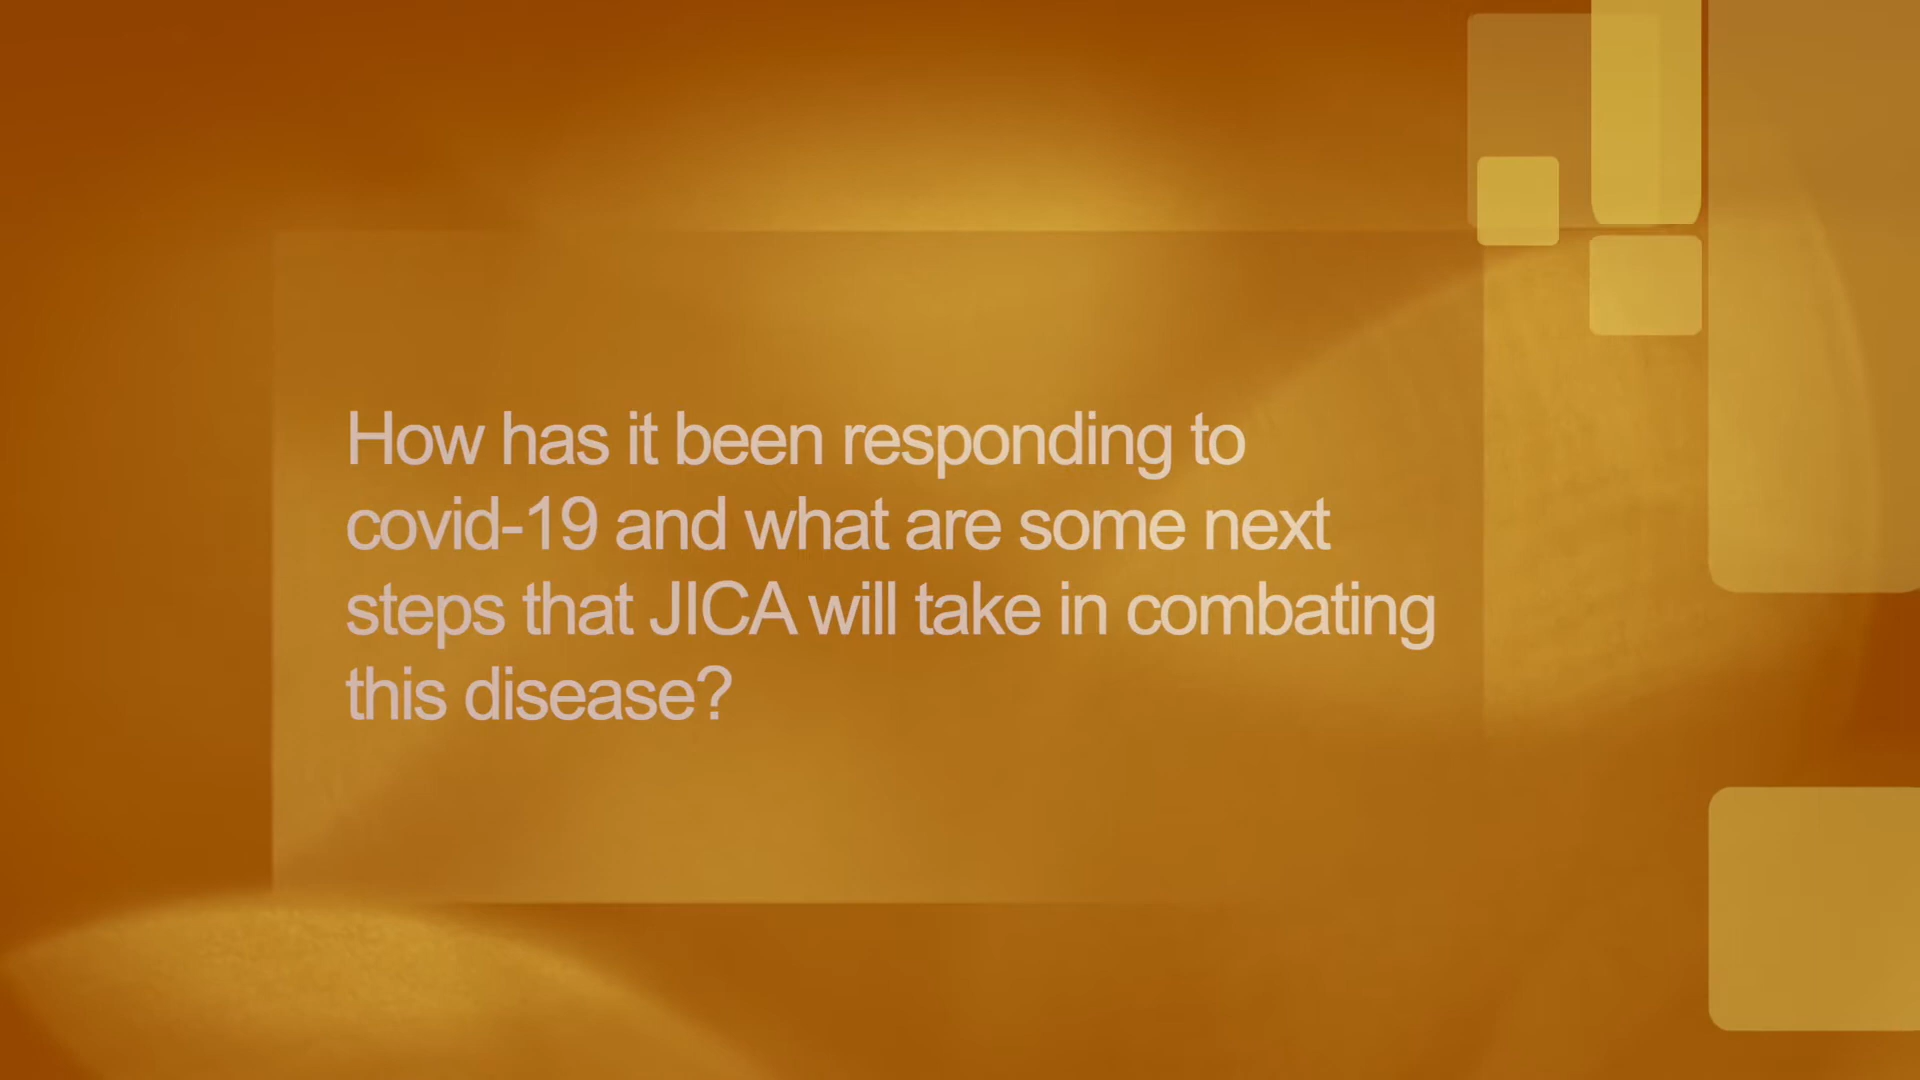 How has it been responding to
covid-19 and what are some next
steps that JICA will take in combating
this disease?